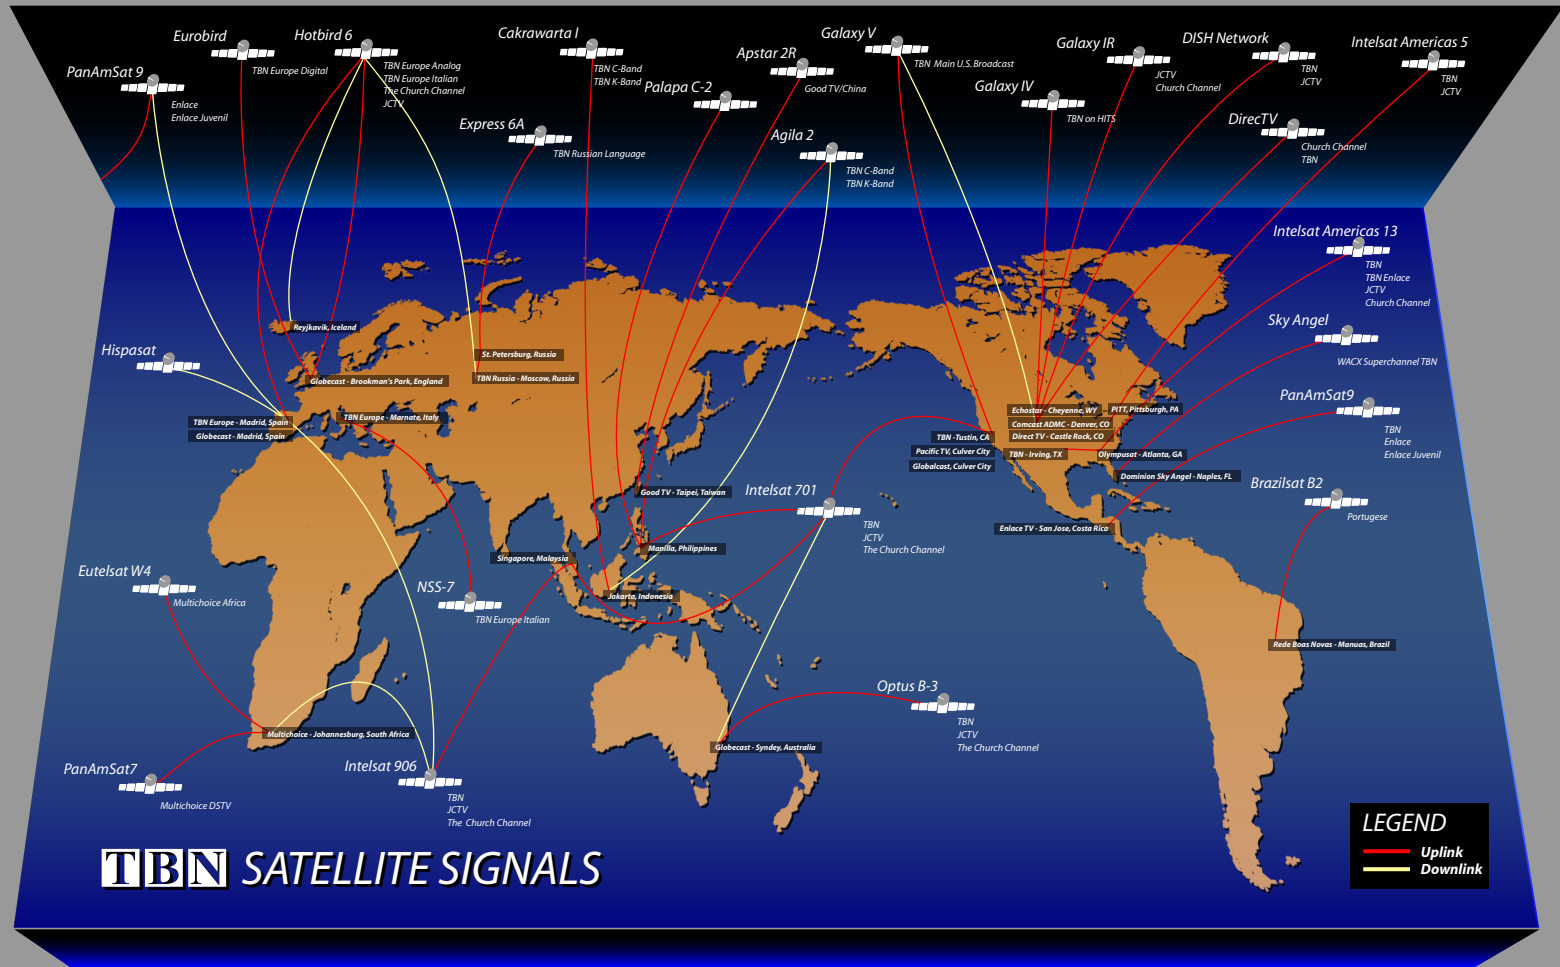 Eurobird
TBN Europe Digital
Hotbird 6
TBN Europe Analog
TBN Europe Italian
The Church Channel
JCTV
Cakrawarta I
TBN C-Band
TBN K-Band
Apstar 2R
Good TV/China
Galaxy V
TBN Main U.S. Broadcast
Galaxy IR
JCTV
Church Channel
DISH Network
TBN
JCTV
Intelsat Americas 5
TBN
JCTV
PanAmSat 9
Enlace
Enlace Juvenil
Express 6A
TBN Russian Language
Palapa C-2
Agila 2
TBN C-Band
TBN K-Band
Galaxy IV
TBN on HITS
DirecTV
Church Channel
TBN
Intelsat Americas 13
TBN
TBN Enlace
JCTV
Church Channel
Sky Angel
WACX Superchannel TBN
Hispasat
Reyjkavik, Iceland
St. Petersburg, Russia
TBN Russia - Moscow, Russia
Globecast - Brookman's Park, England
TBN Europe - Madrid, Spain
Globecast - Madrid, Spain
TBN Europe - Marnate, Italy
PanAmSat9
TBN
Enlace
Enlace Juvenil
Echostar - Cheyenne, WY
PITT, Pittsburgh, PA
Comcast ADMC - Denver, CO
Direct TV - Castle Rock, CO
TBN -Tustin, CA
Pacific TV, Culver City
Globalcast, Culver City
TBN - Irving, TX
Olympusat - Atlanta, GA
Dominion Sky Angel - Naples, FL
Enlace TV - San Jose, Costa Rica
Brazilsat B2
Portugese
Good TV - Taipei, Taiwan
Intelsat 701
TBN
JCTV
The Church Channel
Manilla, Philippines
Singapore, Malaysia
Jakarta, Indonesia
Eutelsat W4
Multichoice Africa
NSS-7
TBN Europe Italian
Rede Boas Novas - Manuas, Brazil
Optus B-3
TBN
JCTV
The Church Channel
Globecast - Syndey, Australia
Multichoice - Johannesburg, South Africa
PanAmSat7
Multichoice DSTV
Intelsat 906
TBN
JCTV
The Church Channel
LEGEND
Uplink
Downlink
TBN SATELLITE SIGNALS